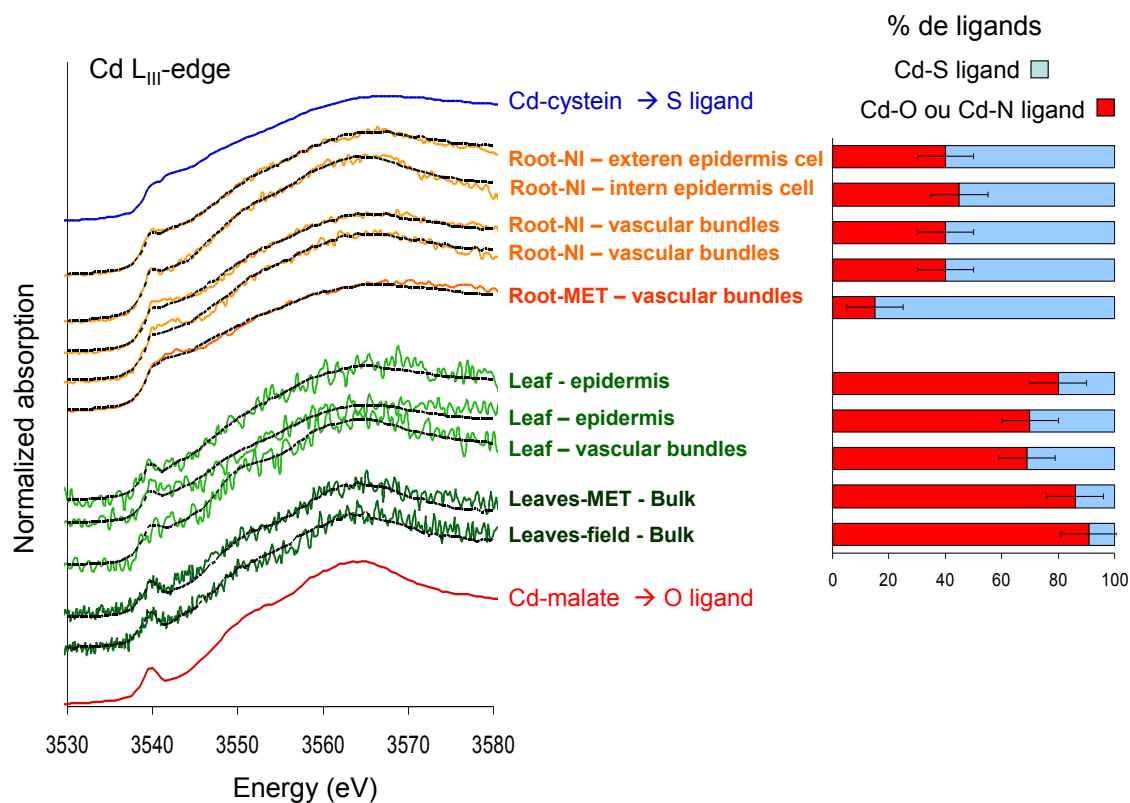 % de ligands
Cd-S ligand
Cd-O ou Cd-N ligand
Cd LIII-edge
Cd-cystein → S ligand
Root-NI – exteren epidermis cel
Root-NI – intern epidermis cell
Root-NI – vascular bundles
Root-NI – vascular bundles
Root-MET – vascular bundles
Leaf - epidermis
Leaf – epidermis
Leaf – vascular bundles
Leaves-MET - Bulk
Leaves-field - Bulk
Cd-malate → O ligand
Normalized absorption
0 20 40 60 80 100
3530 3540 3550 3560 3570 3580
Energy (eV)